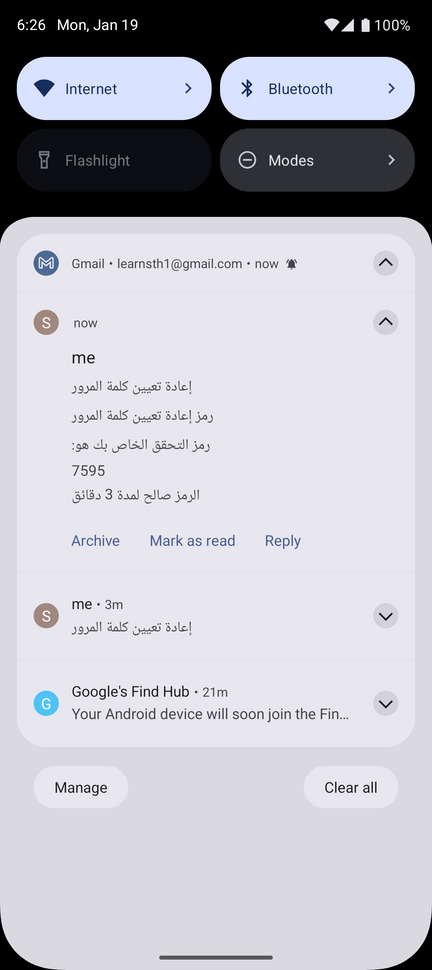 6:26 Mon, Jan 19 100%
Internet
Bluetooth
Flashlight
Modes
Gmail • learnsth1@gmail.com • now
S now
me
إعادة تعيين كلمة المرور
رمز إعادة تعيين كلمة المرور
رمز التحقق الخاص بك هو:
7595
الرمز صالح لمدة 3 دقائق
Archive Mark as read Reply
S me • 3m
إعادة تعيين كلمة المرور
G Google's Find Hub • 21m
Your Android device will soon join the Fin…
Manage
Clear all